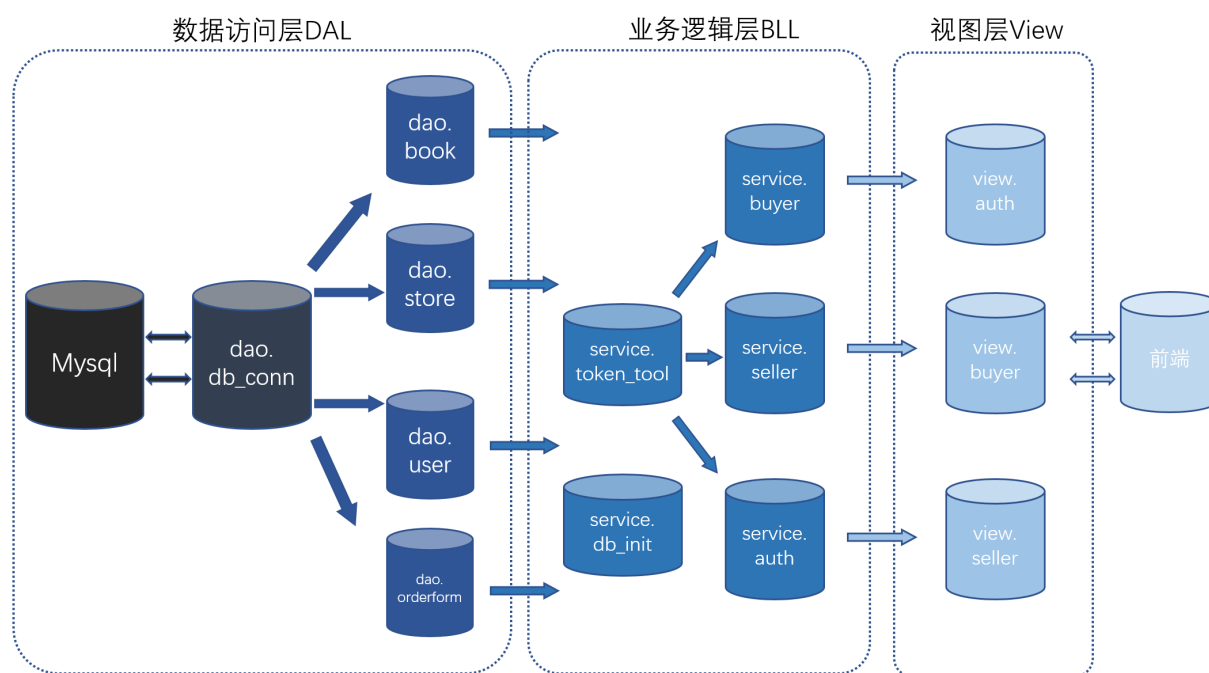 数据访问层DAL
业务逻辑层BLL
视图层View
Mysql
dao.
db_conn
dao.
book
dao.
store
dao.
user
dao.
orderform
service.
token_tool
service.
db_init
service.
buyer
service.
seller
service.
auth
view.
auth
view.
buyer
view.
seller
前端